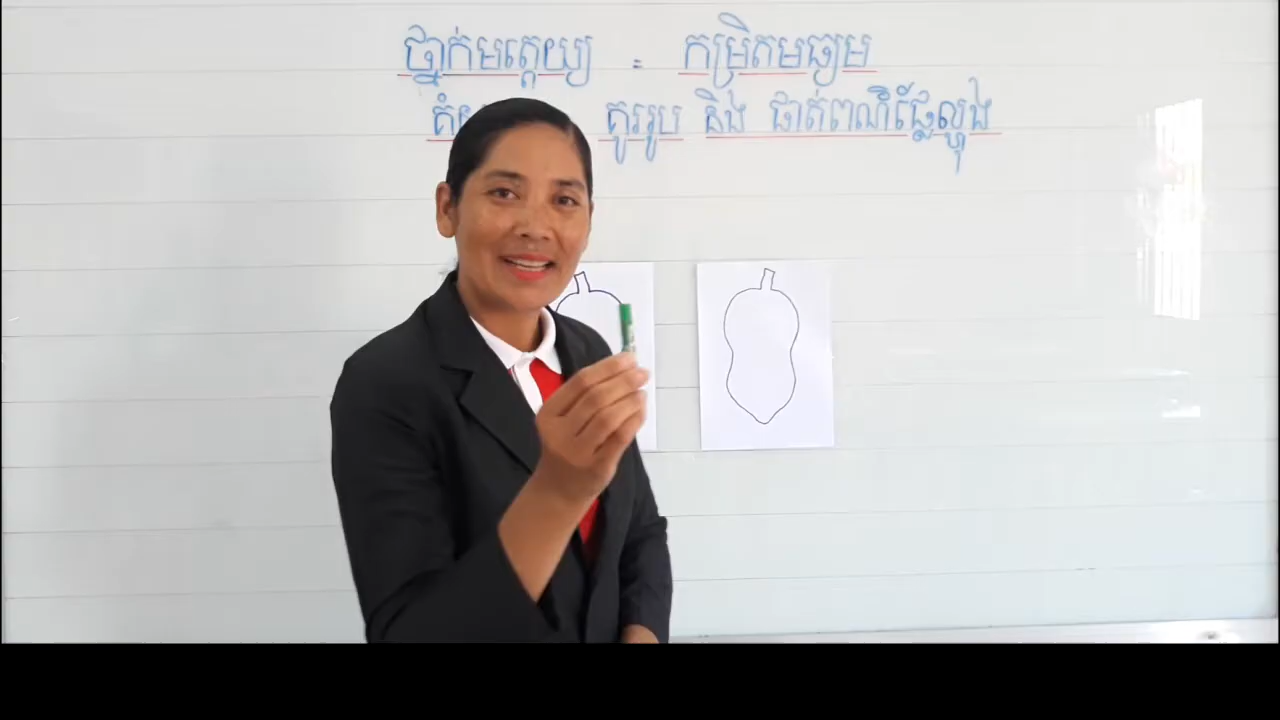 ថ្នាក់មត្តេយ្យ = កម្រិតមធ្យម
គូររូប និង ផាត់ពណ៌ផ្លែល្ហុង